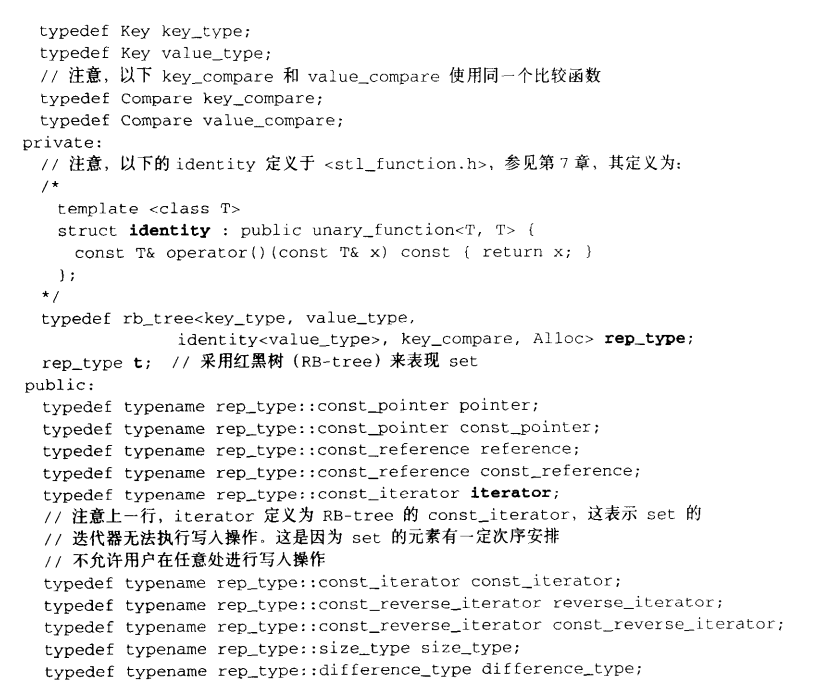 typedef Key key_type;
typedef Key value_type;
// 注意，以下 key_compare 和 value_compare 使用同一个比较函数
typedef Compare key_compare;
typedef Compare value_compare;
private:
// 注意，以下的 identity 定义于 <stl_function.h>，参见第 7 章，其定义为：
/*
template <class T>
struct identity : public unary_function<T, T> {
const T& operator()(const T& x) const { return x; }
};
*/
typedef rb_tree<key_type, value_type,
identity<value_type>, key_compare, Alloc> rep_type;
rep_type t; // 采用红黑树（RB-tree）来表现 set
public:
typedef typename rep_type::const_pointer pointer;
typedef typename rep_type::const_pointer const_pointer;
typedef typename rep_type::const_reference reference;
typedef typename rep_type::const_reference const_reference;
typedef typename rep_type::const_iterator iterator;
// 注意上一行，iterator 定义为 RB-tree 的 const_iterator，这表示 set 的
// 迭代器无法执行写入操作。这是因为 set 的元素有一定次序安排
// 不允许用户在任意处进行写入操作
typedef typename rep_type::const_iterator const_iterator;
typedef typename rep_type::const_reverse_iterator reverse_iterator;
typedef typename rep_type::const_reverse_iterator const_reverse_iterator;
typedef typename rep_type::size_type size_type;
typedef typename rep_type::difference_type difference_type;